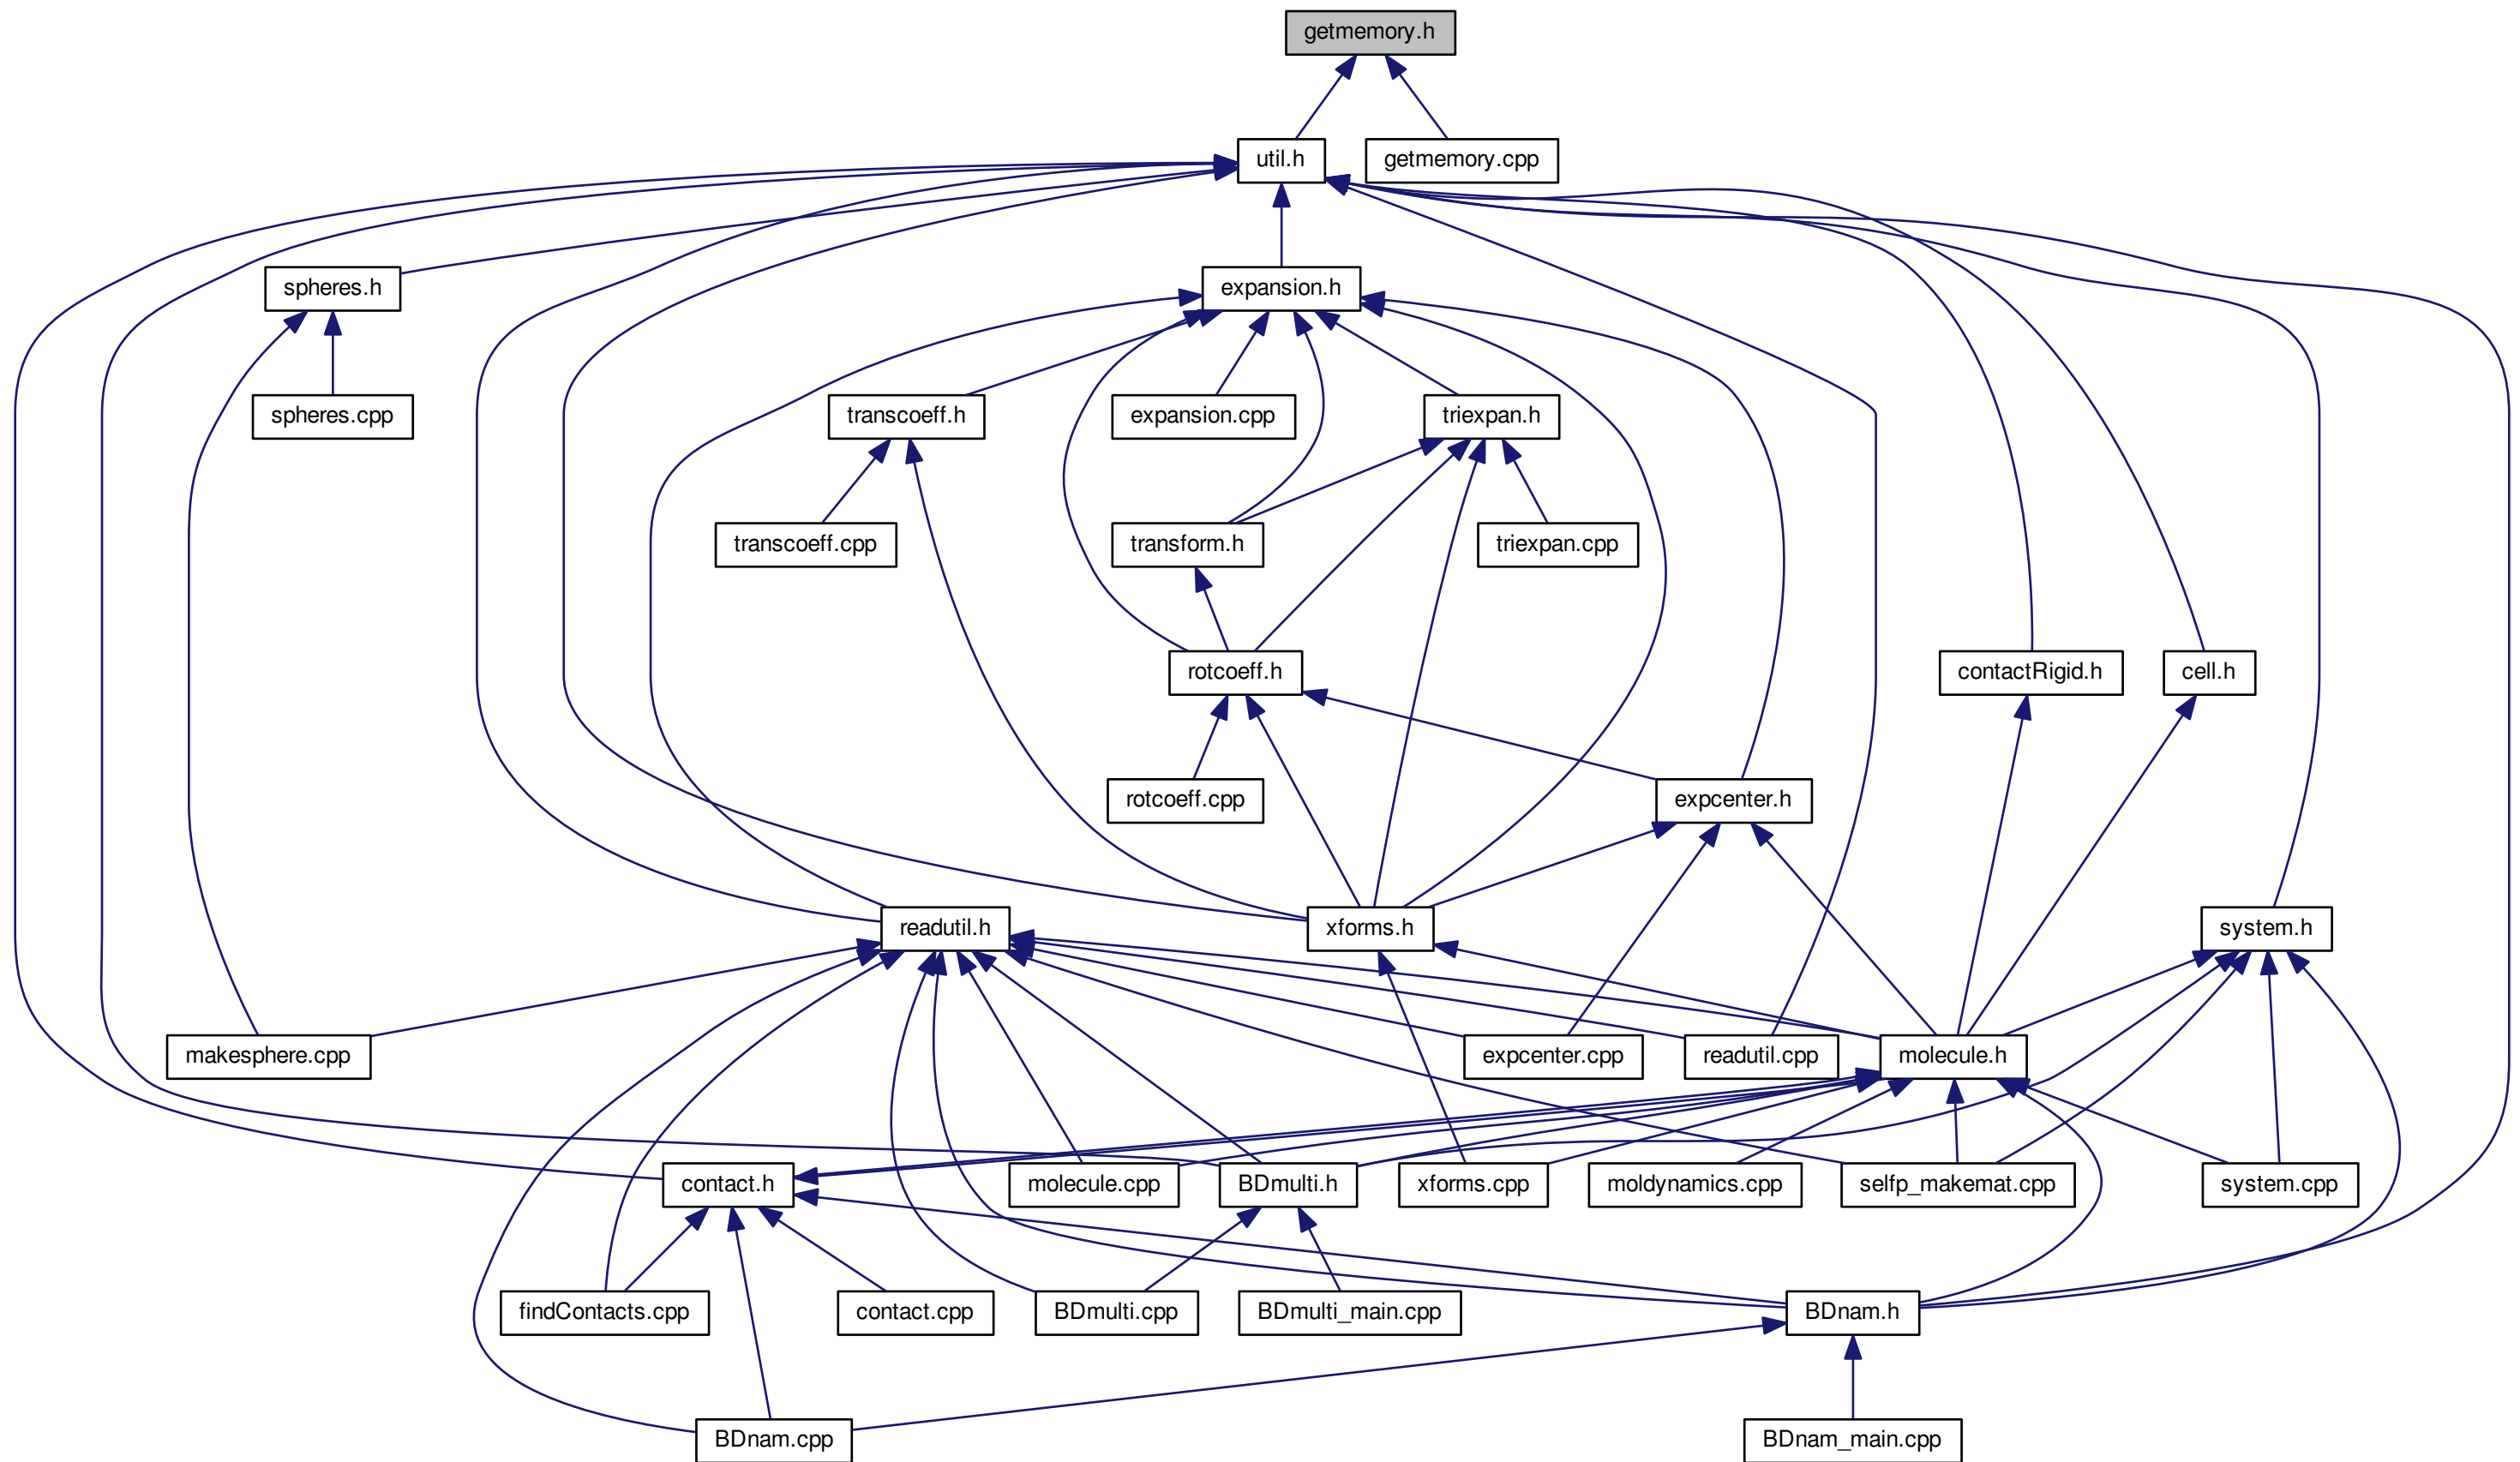 getmemory.h
util.h
getmemory.cpp
spheres.h
expansion.h
spheres.cpp
transcoeff.h
expansion.cpp
triexpan.h
transcoeff.cpp
transform.h
triexpan.cpp
rotcoeff.h
contactRigid.h
cell.h
rotcoeff.cpp
expcenter.h
readutil.h
xforms.h
system.h
makesphere.cpp
expcenter.cpp
readutil.cpp
molecule.h
contact.h
molecule.cpp
BDmulti.h
xforms.cpp
moldynamics.cpp
selfp_makemat.cpp
system.cpp
findContacts.cpp
contact.cpp
BDmulti.cpp
BDmulti_main.cpp
BDnam.h
BDnam.cpp
BDnam_main.cpp